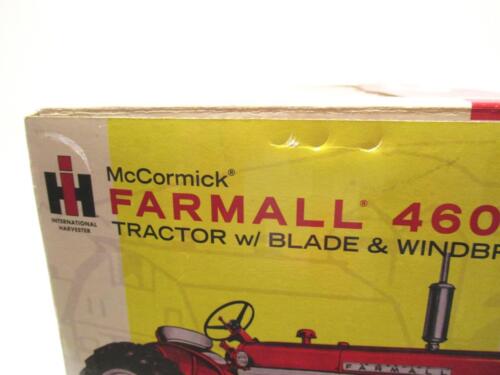 McCormick®
FARMALL® 460
TRACTOR w/ BLADE & WINDBR
IH
INTERNATIONAL
HARVESTER
FARMALL